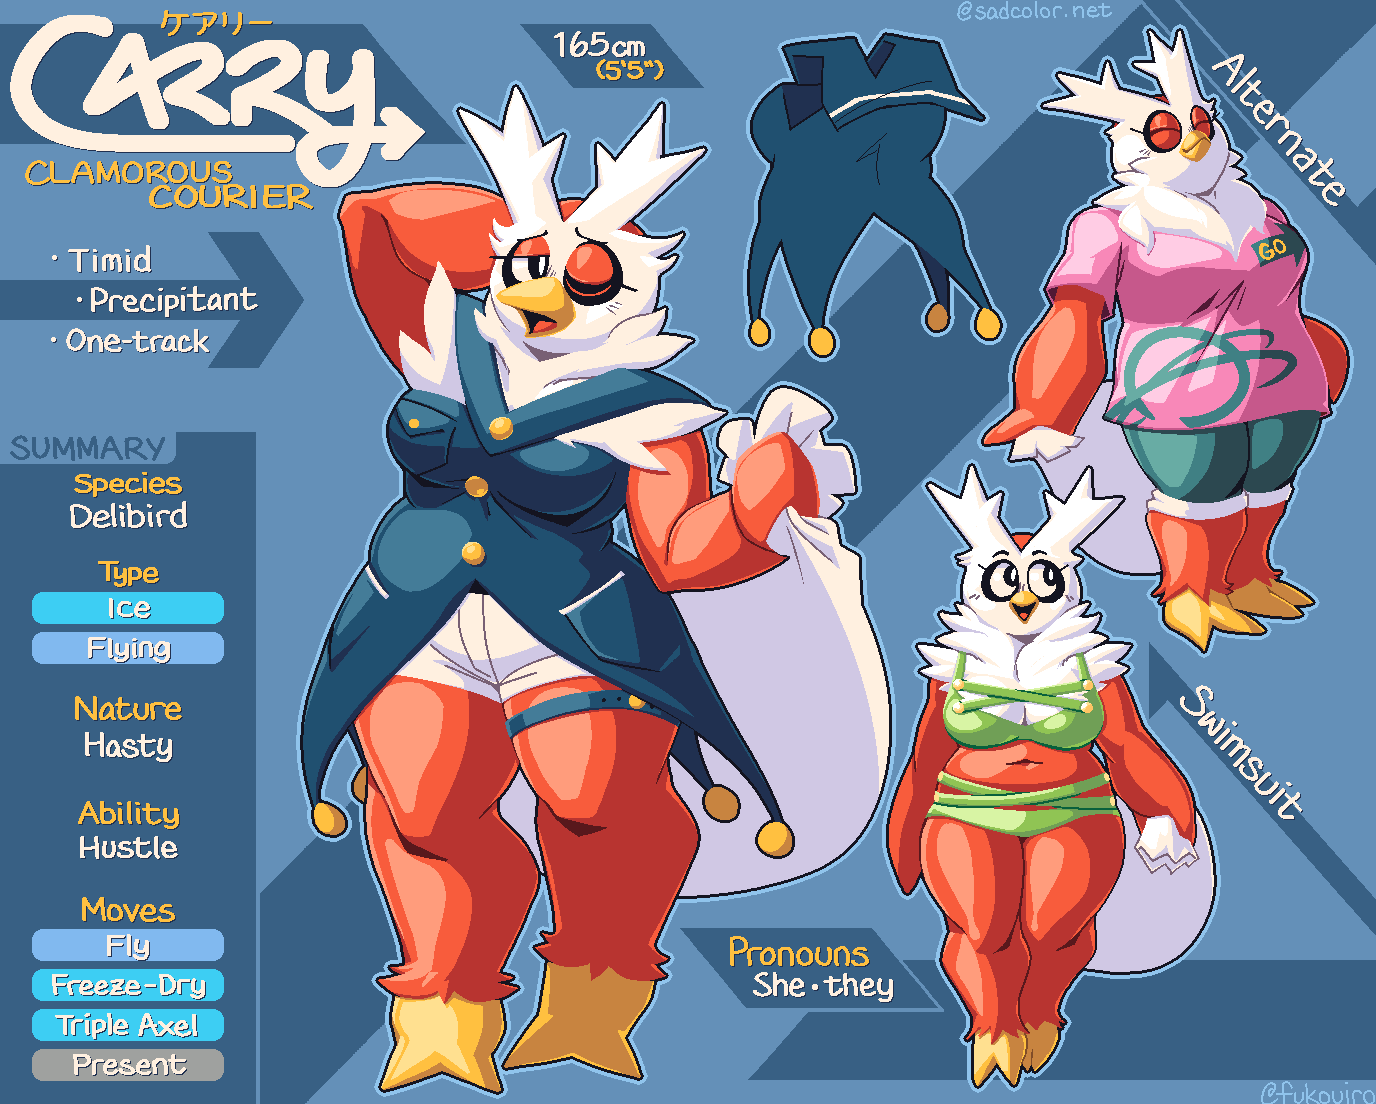 ケアリー
CARRY
CLAMOROUS
COURIER
165cm
(5'5")
@sadcolor.net
Alternate
· Timid
· Precipitant
· One-track
GO
SUMMARY
Species
Delibird
Type
Ice
Flying
Nature
Hasty
Ability
Hustle
Moves
Fly
Freeze-Dry
Triple Axel
Present
Swimsuit
Pronouns
She·they
@fukouiro